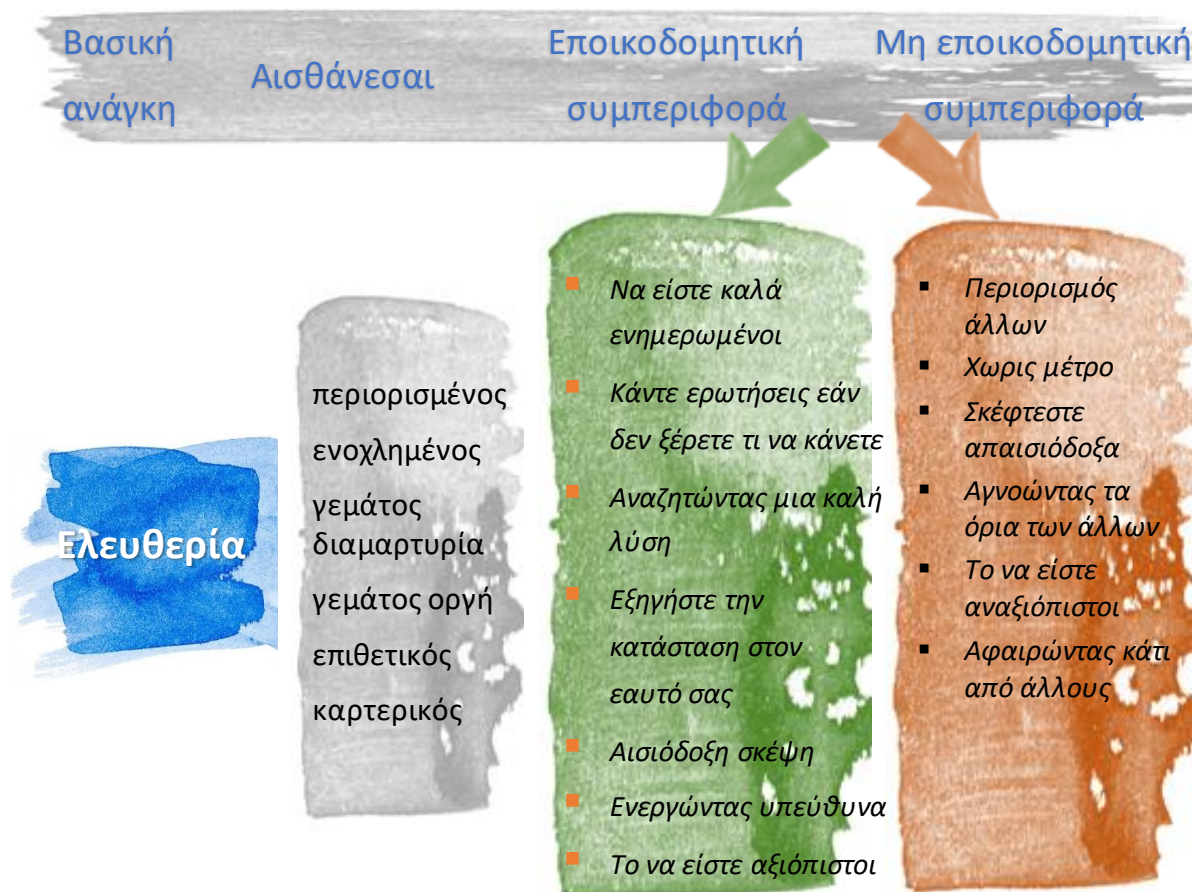 Βασική
ανάγκη
Αισθάνεσαι
Εποικοδομητική
συμπεριφορά
Μη εποικοδομητική
συμπεριφορά
Ελευθερία
περιορισμένος
ενοχλημένος
γεμάτος
διαμαρτυρία
γεμάτος οργή
επιθετικός
καρτερικός
▪ Να είστε καλά
ενημερωμένοι
▪ Κάντε ερωτήσεις εάν
δεν ξέρετε τι να κάνετε
▪ Αναζητώντας μια καλή
λύση
▪ Εξηγήστε την
κατάσταση στον
εαυτό σας
▪ Αισιόδοξη σκέψη
▪ Ενεργώντας υπεύθυνα
▪ Το να είστε αξιόπιστοι
▪ Περιορισμός
άλλων
▪ Χωρις μέτρο
▪ Σκέφτεστε
απαισιόδοξα
▪ Αγνοώντας τα
όρια των άλλων
▪ Το να είστε
αναξιόπιστοι
▪ Αφαιρώντας κάτι
από άλλους